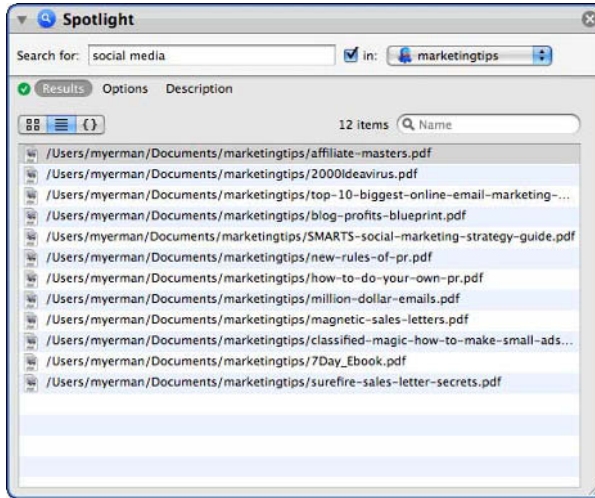 Spotlight
Search for: social media in: marketingtips
Results Options Description
{} 12 items Name
/Users/myerman/Documents/marketingtips/affiliate-masters.pdf
/Users/myerman/Documents/marketingtips/2000Ideavirus.pdf
/Users/myerman/Documents/marketingtips/top-10-biggest-online-email-marketing-...
/Users/myerman/Documents/marketingtips/blog-profits-blueprint.pdf
/Users/myerman/Documents/marketingtips/SMARTS-social-marketing-strategy-guide.pdf
/Users/myerman/Documents/marketingtips/new-rules-of-pr.pdf
/Users/myerman/Documents/marketingtips/how-to-do-your-own-pr.pdf
/Users/myerman/Documents/marketingtips/million-dollar-emails.pdf
/Users/myerman/Documents/marketingtips/magnetic-sales-letters.pdf
/Users/myerman/Documents/marketingtips/classified-magic-how-to-make-small-ads...
/Users/myerman/Documents/marketingtips/7Day_Ebook.pdf
/Users/myerman/Documents/marketingtips/surefire-sales-letter-secrets.pdf